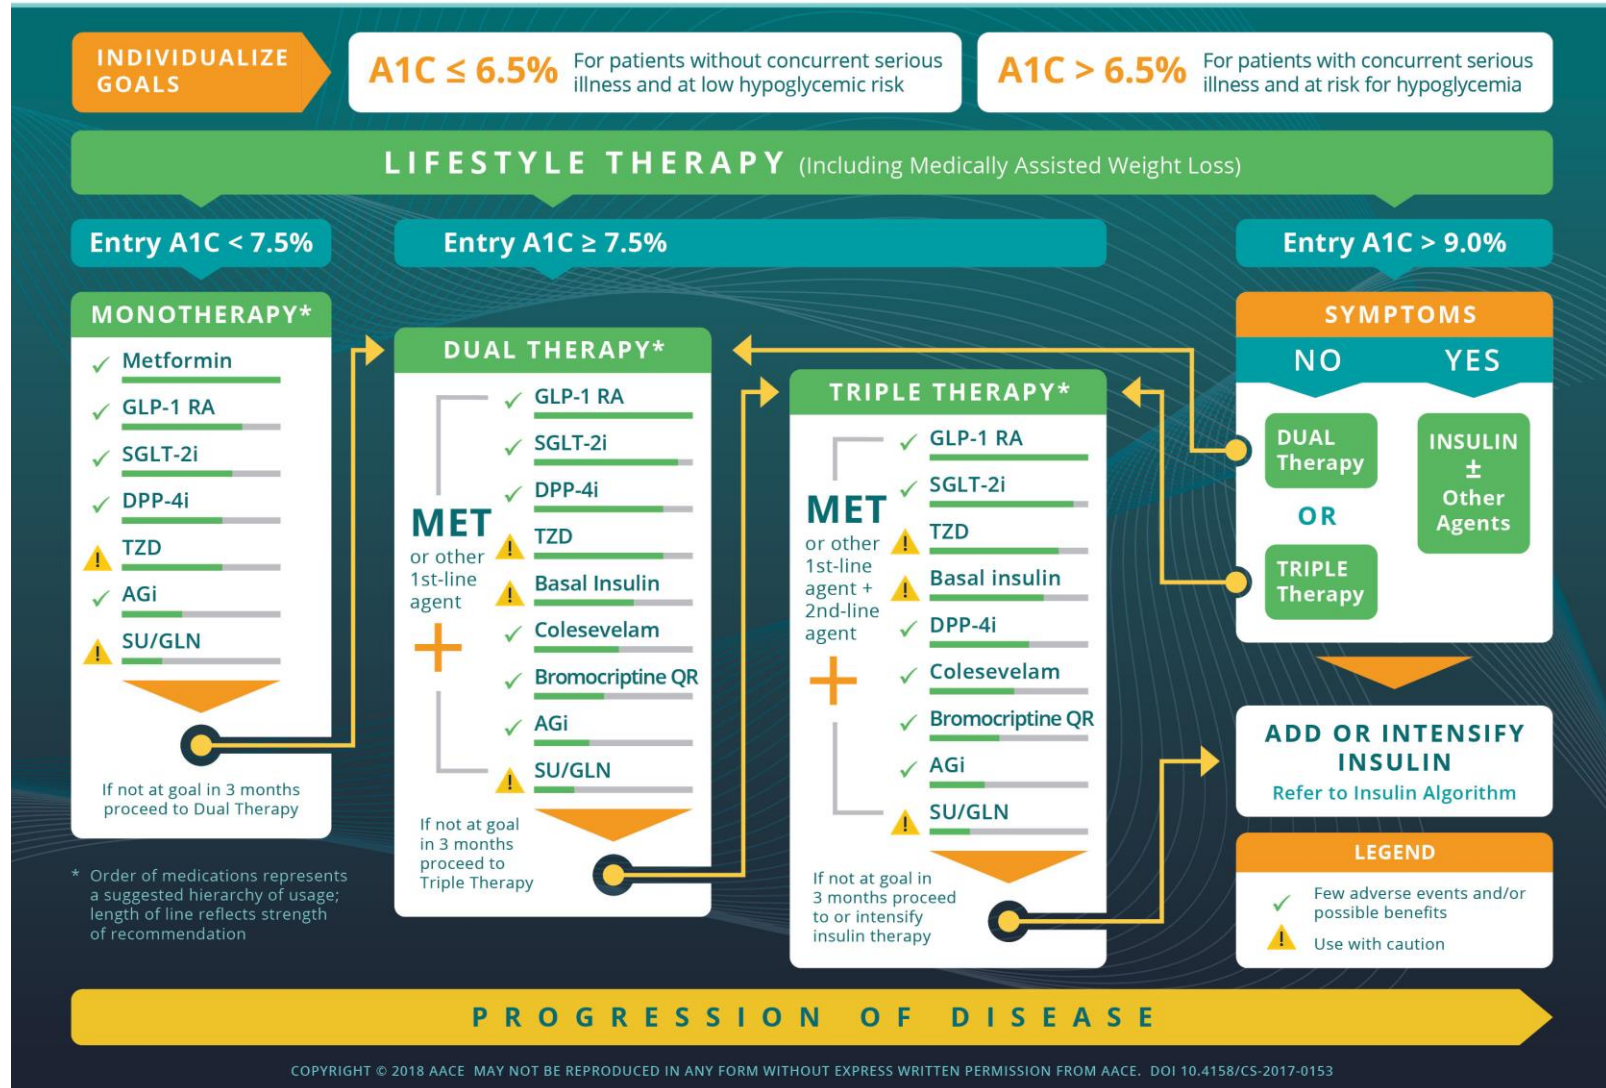 INDIVIDUALIZE
GOALS
A1C ≤ 6.5%
For patients without concurrent serious
illness and at low hypoglycemic risk
A1C > 6.5%
For patients with concurrent serious
illness and at risk for hypoglycemia
LIFESTYLE THERAPY (Including Medically Assisted Weight Loss)
Entry A1C < 7.5%
MONOTHERAPY*
Metformin
GLP-1 RA
SGLT-2i
DPP-4i
TZD
AGi
SU/GLN
If not at goal in 3 months
proceed to Dual Therapy
* Order of medications represents
a suggested hierarchy of usage;
length of line reflects strength
of recommendation
Entry A1C ≥ 7.5%
DUAL THERAPY*
MET
or other
1st-line
agent
+
GLP-1 RA
SGLT-2i
DPP-4i
TZD
Basal Insulin
Colesevelam
Bromocriptine QR
AGi
SU/GLN
If not at goal
in 3 months
proceed to
Triple Therapy
TRIPLE THERAPY*
MET
or other
1st-line
agent +
2nd-line
agent
+
GLP-1 RA
SGLT-2i
TZD
Basal insulin
DPP-4i
Colesevelam
Bromocriptine QR
AGi
SU/GLN
If not at goal in
3 months proceed
to or intensify
insulin therapy
Entry A1C > 9.0%
SYMPTOMS
NO
YES
DUAL
Therapy
OR
TRIPLE
Therapy
INSULIN
±
Other
Agents
ADD OR INTENSIFY
INSULIN
Refer to Insulin Algorithm
LEGEND
Few adverse events and/or
possible benefits
Use with caution
PROGRESSION OF DISEASE
COPYRIGHT © 2018 AACE MAY NOT BE REPRODUCED IN ANY FORM WITHOUT EXPRESS WRITTEN PERMISSION FROM AACE. DOI 10.4158/CS-2017-0153